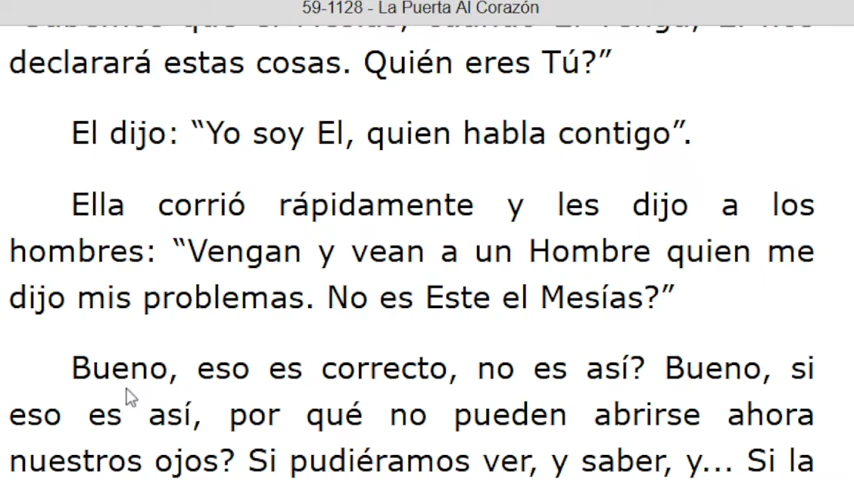 59-1128 - La Puerta Al Corazón
declarará estas cosas. Quién eres Tú?”
El dijo: “Yo soy El, quien habla contigo”.
Ella corrió rápidamente y les dijo a los
hombres: “Vengan y vean a un Hombre quien me
dijo mis problemas. No es Este el Mesías?”
Bueno, eso es correcto, no es así? Bueno, si
eso es así, por qué no pueden abrirse ahora
nuestros ojos? Si pudiéramos ver, y saber, y... Si la